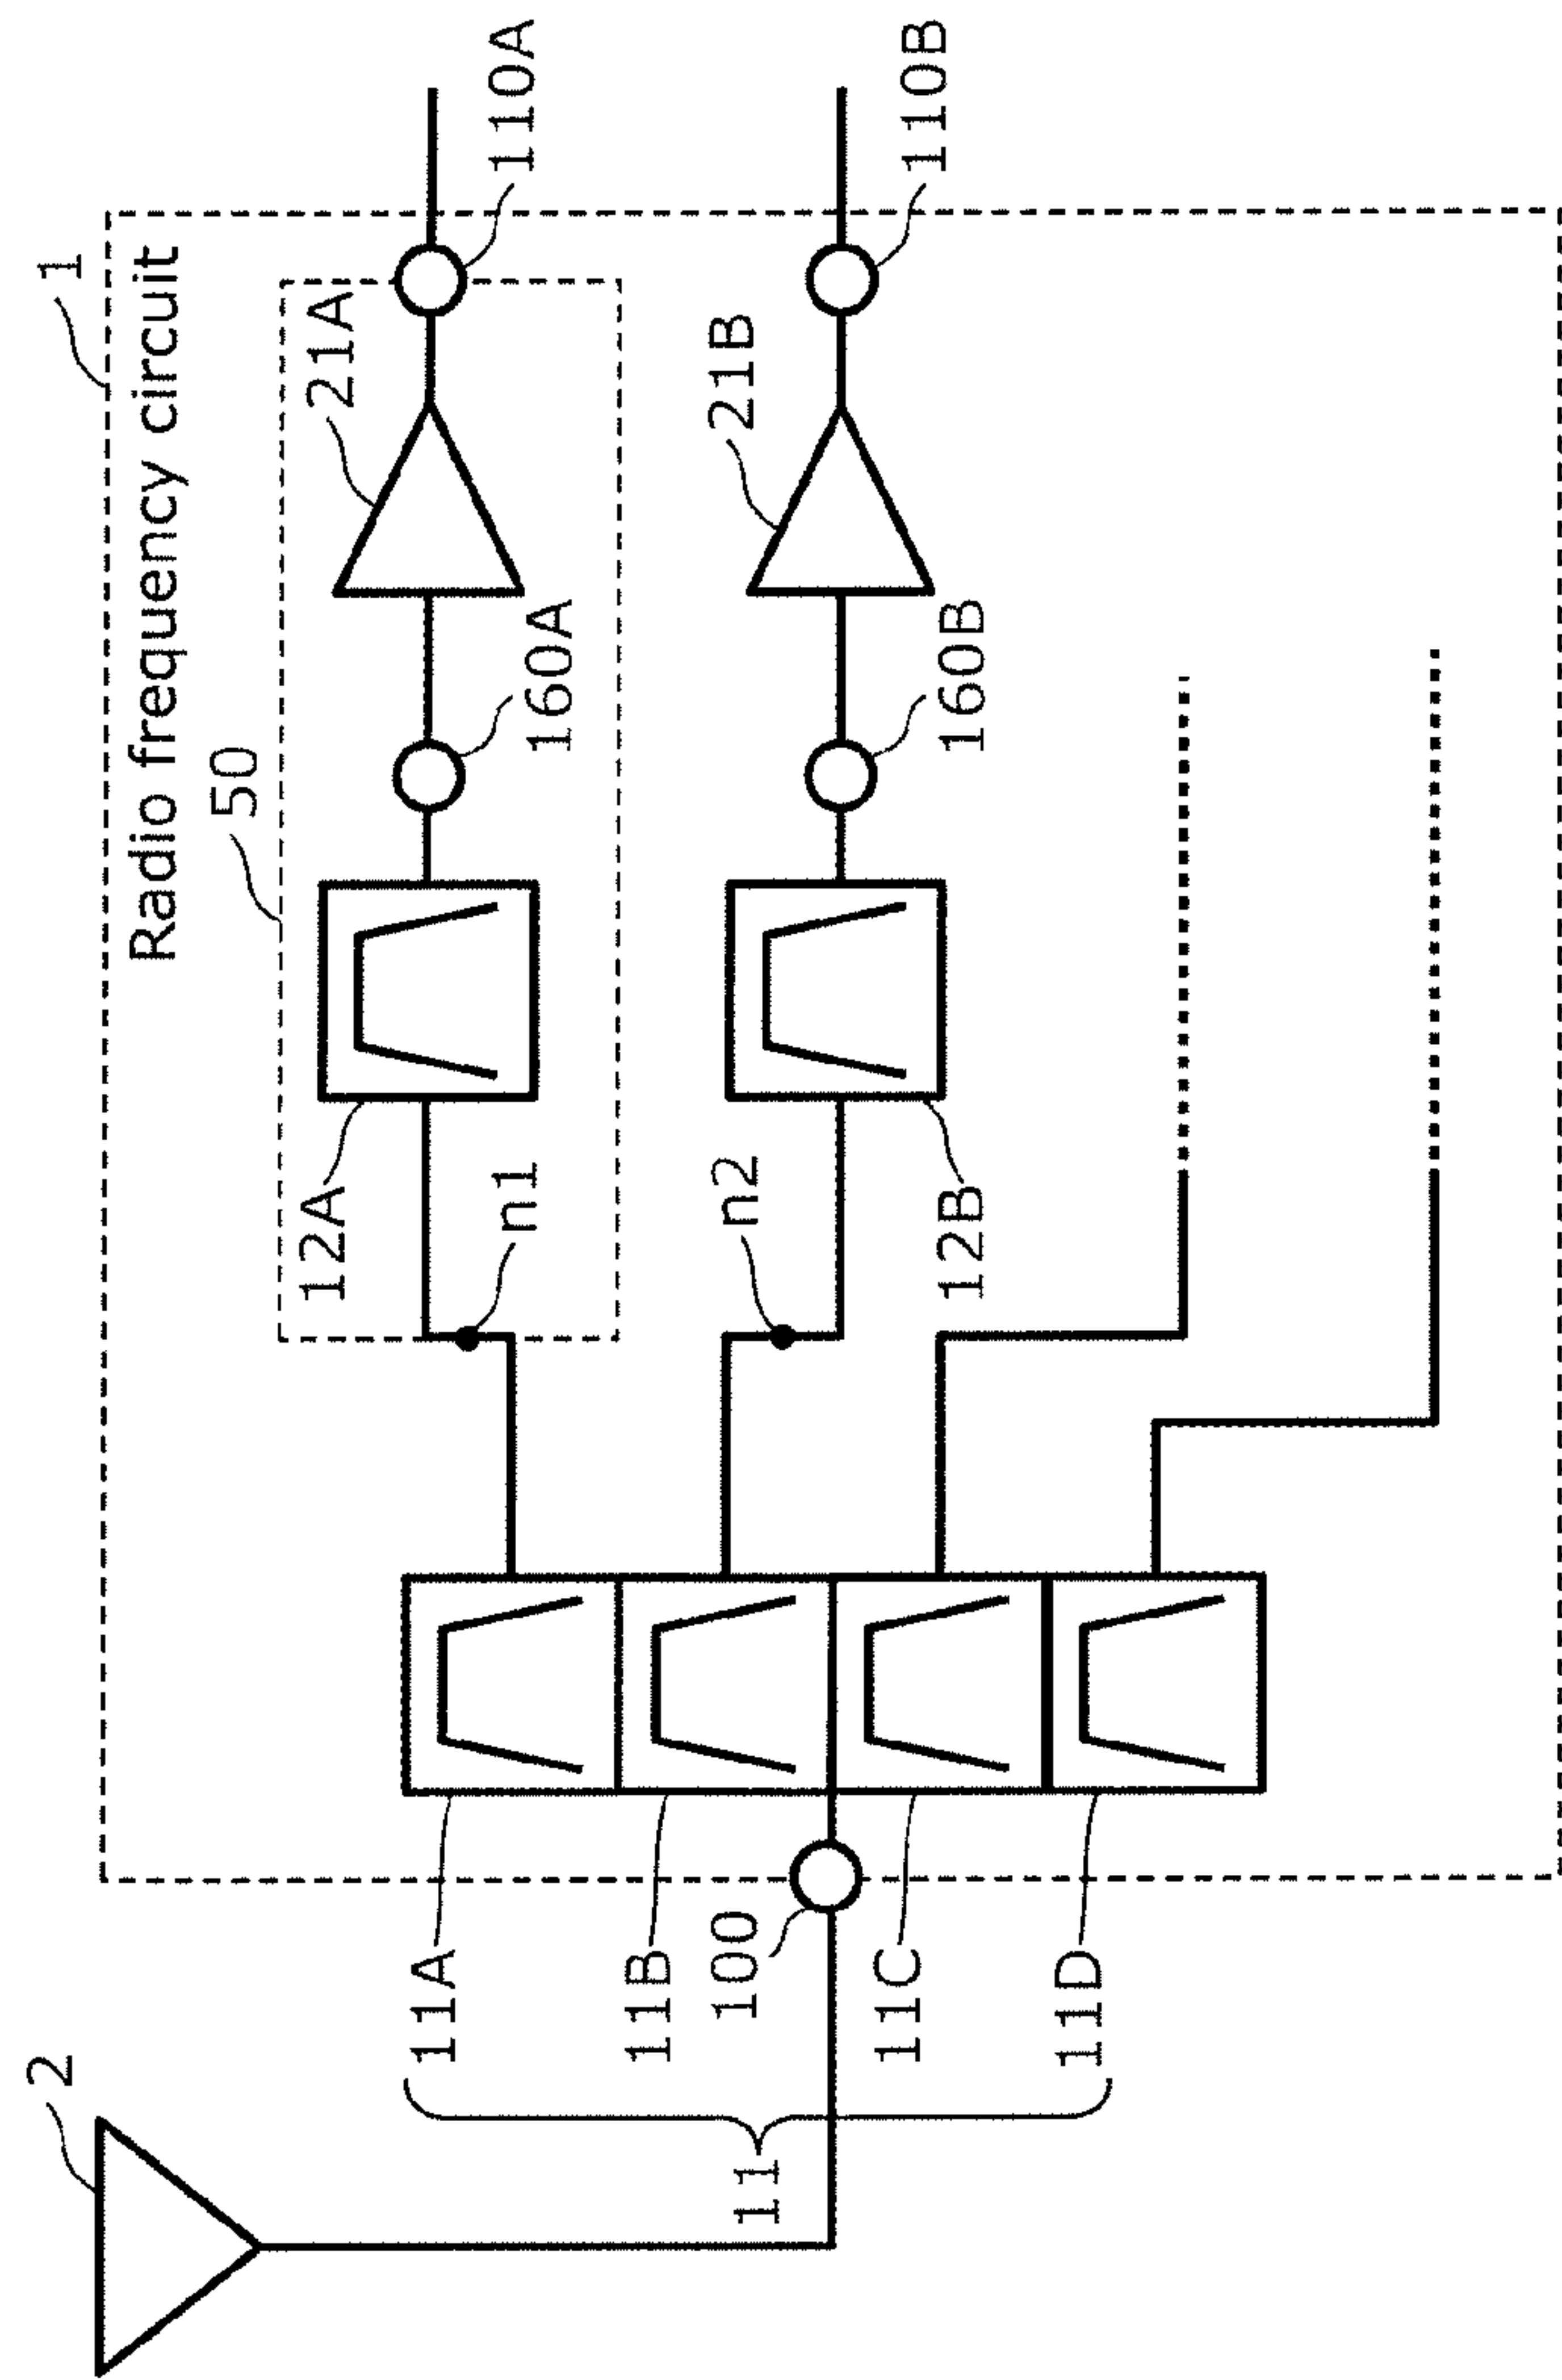 1
Radio frequency circuit
2
50
12A
21A
n1
160A
110A
11A
11B
n2
21B
100
11
12B
160B
110B
11C
11D